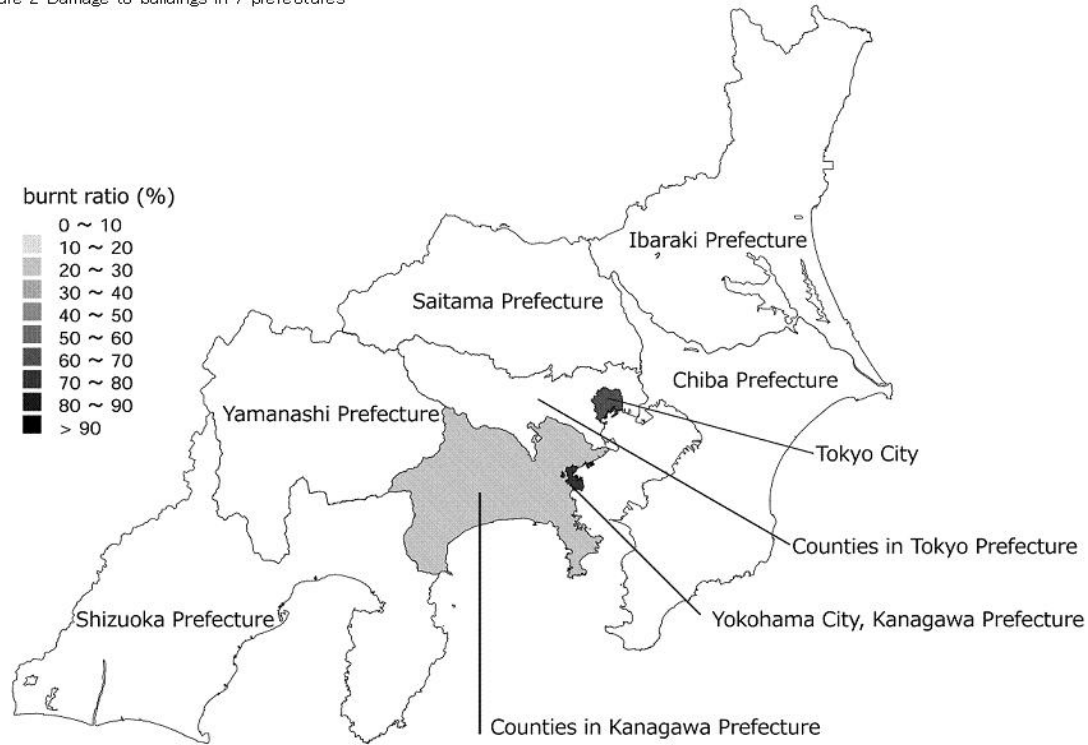 2 Damage to buildings in 7 prefectures
burnt ratio (%)
0 ~ 10
10 ~ 20
20 ~ 30
30 ~ 40
40 ~ 50
50 ~ 60
60 ~ 70
70 ~ 80
80 ~ 90
> 90
Ibaraki Prefecture
Saitama Prefecture
Chiba Prefecture
Yamanashi Prefecture
Tokyo City
Counties in Tokyo Prefecture
Shizuoka Prefecture
Yokohama City, Kanagawa Prefecture
Counties in Kanagawa Prefecture